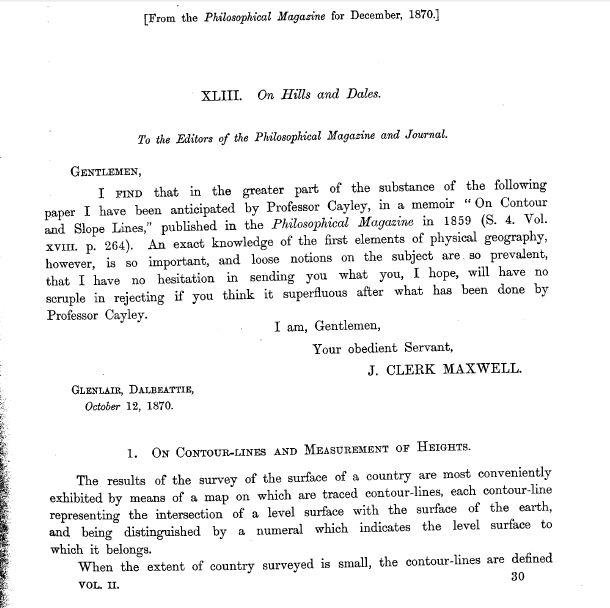 [From the Philosophical Magazine for December, 1870.]
XLIII. On Hills and Dales.
To the Editors of the Philosophical Magazine and Journal.
GENTLEMEN,
I FIND that in the greater part of the substance of the following
paper I have been anticipated by Professor Cayley, in a memoir "On Contour
and Slope Lines," published in the Philosophical Magazine in 1859 (S. 4. Vol.
XVIII. p. 264). An exact knowledge of the first elements of physical geography,
however, is so important, and loose notions on the subject are so prevalent,
that I have no hesitation in sending you what you, I hope, will have no
scruple in rejecting if you think it superfluous after what has been done by
Professor Cayley.
I am, Gentlemen,
Your obedient Servant,
J. CLERK MAXWELL.
GLENLAIR, DALBEATTIE,
October 12, 1870.
1. ON CONTOUR-LINES AND MEASUREMENT OF HEIGHTS.
The results of the survey of the surface of a country are most conveniently
exhibited by means of a map on which are traced contour-lines, each contour-line
representing the intersection of a level surface with the surface of the earth,
and being distinguished by a numeral which indicates the level surface to
which it belongs.
When the extent of country surveyed is small, the contour-lines are defined
VOL. II. 30